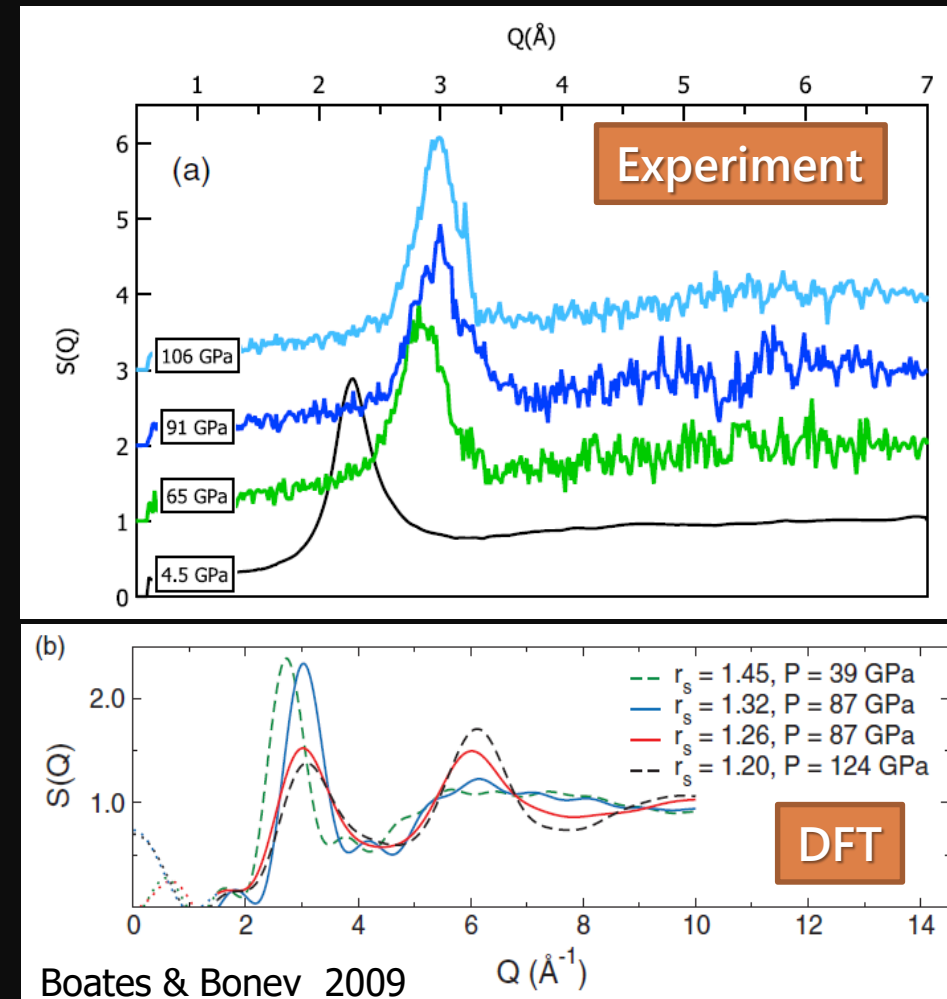 Q(Å)
1 2 3 4 5 6 7
(a)
Experiment
6
5
4
3
2
1
0
S(Q)
106 GPa
91 GPa
65 GPa
4.5 GPa
(b)
r_s = 1.45, P = 39 GPa
r_s = 1.32, P = 87 GPa
r_s = 1.26, P = 87 GPa
r_s = 1.20, P = 124 GPa
2.0
1.0
S(Q)
DFT
0 2 4 6 8 10 12 14
Q (Å⁻¹)
Boates & Bonev 2009